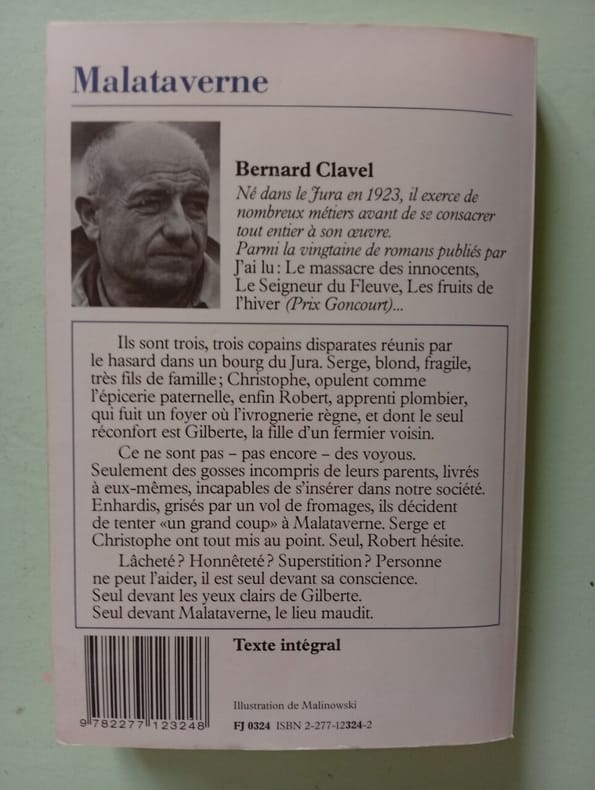 Malataverne
Bernard Clavel
Né dans le Jura en 1923, il exerce de
nombreux métiers avant de se consacrer
tout entier à son œuvre.
Parmi la vingtaine de romans publiés par
J'ai lu : Le massacre des innocents,
Le Seigneur du Fleuve, Les fruits de
l'hiver (Prix Goncourt)...
Ils sont trois, trois copains disparates réunis par
le hasard dans un bourg du Jura. Serge, blond, fragile,
très fils de famille ; Christophe, opulent comme
l'épicerie paternelle, enfin Robert, apprenti plombier,
qui fuit un foyer où l'ivrognerie règne, et dont le seul
réconfort est Gilberte, la fille d'un fermier voisin.
Ce ne sont pas – pas encore – des voyous.
Seulement des gosses incompris de leurs parents, livrés
à eux-mêmes, incapables de s'insérer dans notre société.
Enhardis, grisés par un vol de fromages, ils décident
de tenter «un grand coup» à Malataverne. Serge et
Christophe ont tout mis au point. Seul, Robert hésite.
Lâcheté ? Honnêteté ? Superstition ? Personne
ne peut l'aider, il est seul devant sa conscience.
Seul devant les yeux clairs de Gilberte.
Seul devant Malataverne, le lieu maudit.
Texte intégral
Illustration de Malinowski
FJ 0324 ISBN 2-277-12324-2
9 782277 123248